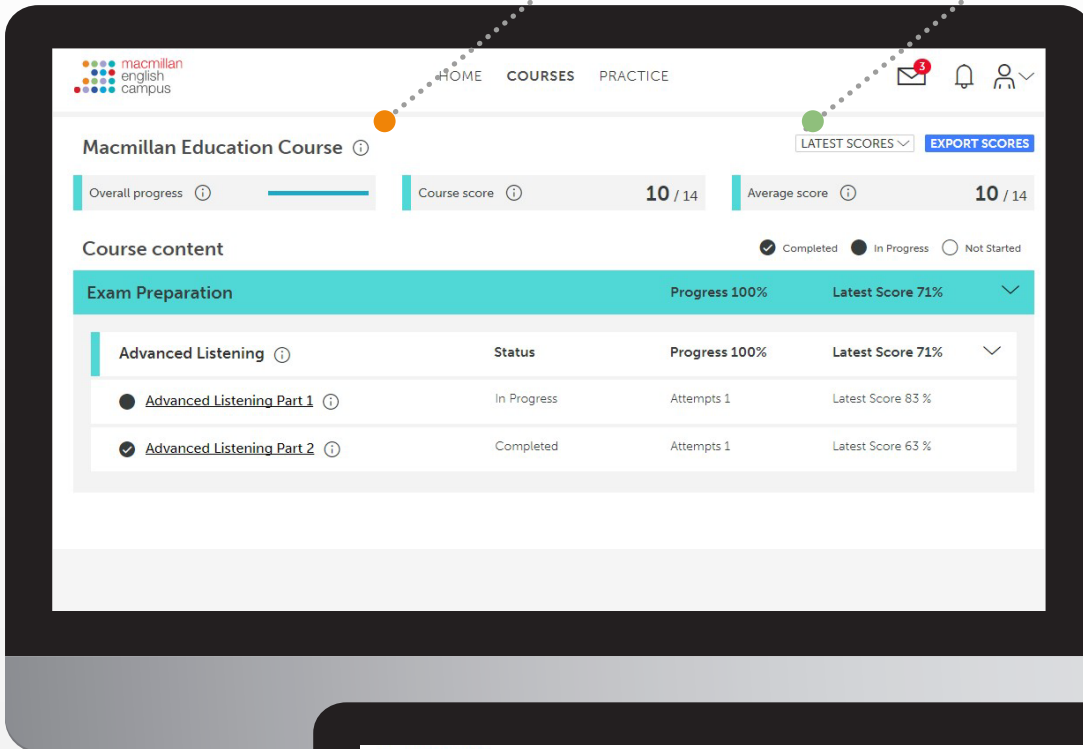 macmillan
english
campus
HOME COURSES PRACTICE
3
Macmillan Education Course
LATEST SCORES
EXPORT SCORES
Overall progress
Course score 10 / 14
Average score 10 / 14
Course content
Completed In Progress Not Started
Exam Preparation Progress 100% Latest Score 71%
Advanced Listening Status Progress 100% Latest Score 71%
Advanced Listening Part 1 In Progress Attempts 1 Latest Score 83 %
Advanced Listening Part 2 Completed Attempts 1 Latest Score 63 %